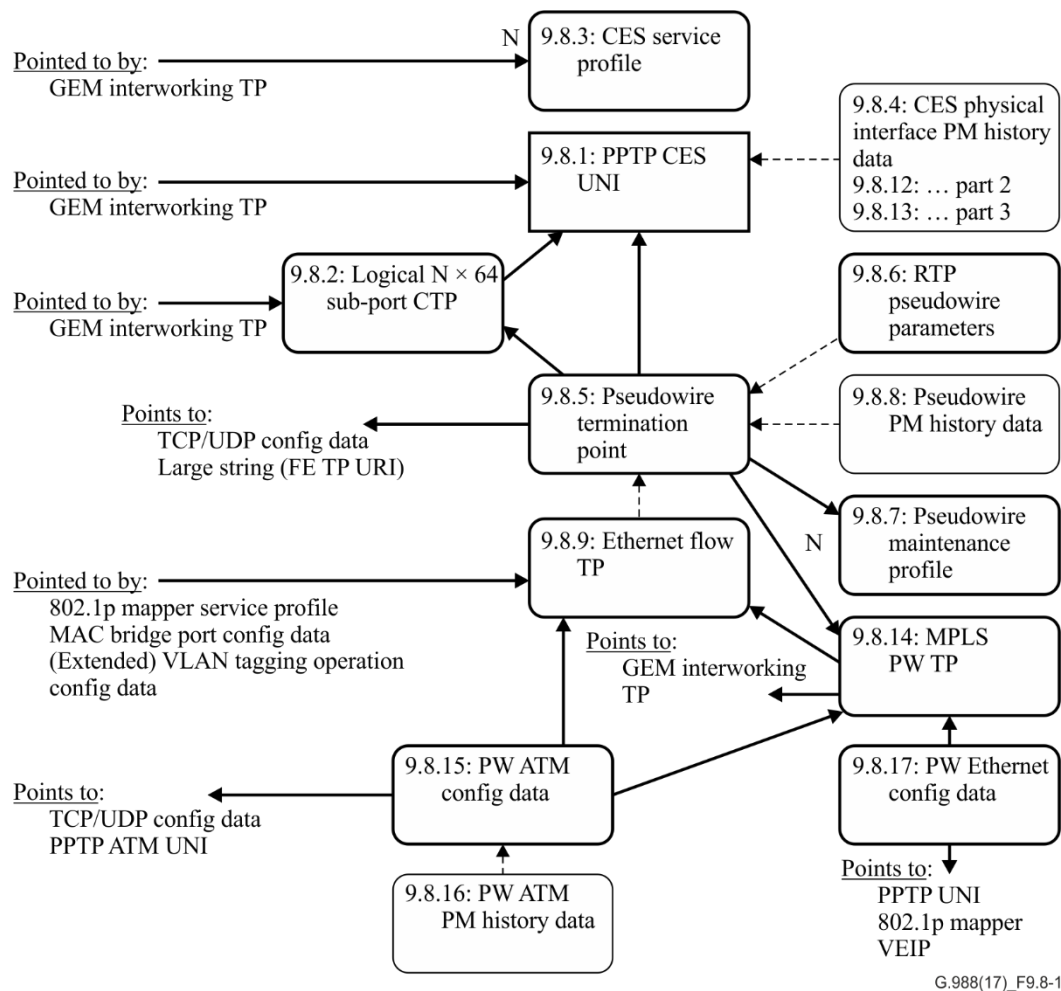 N
9.8.3: CES service
profile
Pointed to by:
GEM interworking TP
9.8.4: CES physical
interface PM history
data
9.8.12: … part 2
9.8.13: … part 3
9.8.1: PPTP CES
UNI
Pointed to by:
GEM interworking TP
9.8.2: Logical N × 64
sub-port CTP
9.8.6: RTP
pseudowire
parameters
Pointed to by:
GEM interworking TP
9.8.5: Pseudowire
termination
point
9.8.8: Pseudowire
PM history data
Points to:
TCP/UDP config data
Large string (FE TP URI)
9.8.7: Pseudowire
maintenance
profile
N
9.8.9: Ethernet flow
TP
Pointed to by:
802.1p mapper service profile
MAC bridge port config data
(Extended) VLAN tagging operation
config data
9.8.14: MPLS
PW TP
Points to:
GEM interworking
TP
9.8.15: PW ATM
config data
9.8.17: PW Ethernet
config data
Points to:
TCP/UDP config data
PPTP ATM UNI
9.8.16: PW ATM
PM history data
Points to:
PPTP UNI
802.1p mapper
VEIP
G.988(17)_F9.8-1